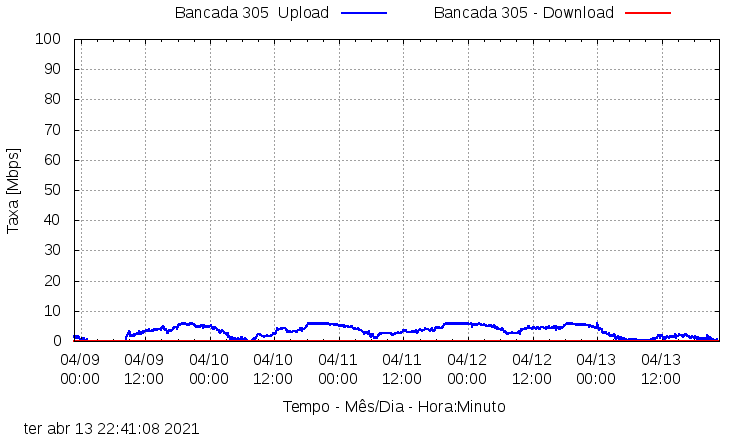 Bancada 305  Upload
Bancada 305 - Download
100
90
80
70
60
50
40
30
20
10
0
Taxa [Mbps]
04/09 04/09 04/10 04/10 04/11 04/11 04/12 04/12 04/13 04/13
00:00 12:00 00:00 12:00 00:00 12:00 00:00 12:00 00:00 12:00
Tempo - Mês/Dia - Hora:Minuto
ter abr 13 22:41:08 2021